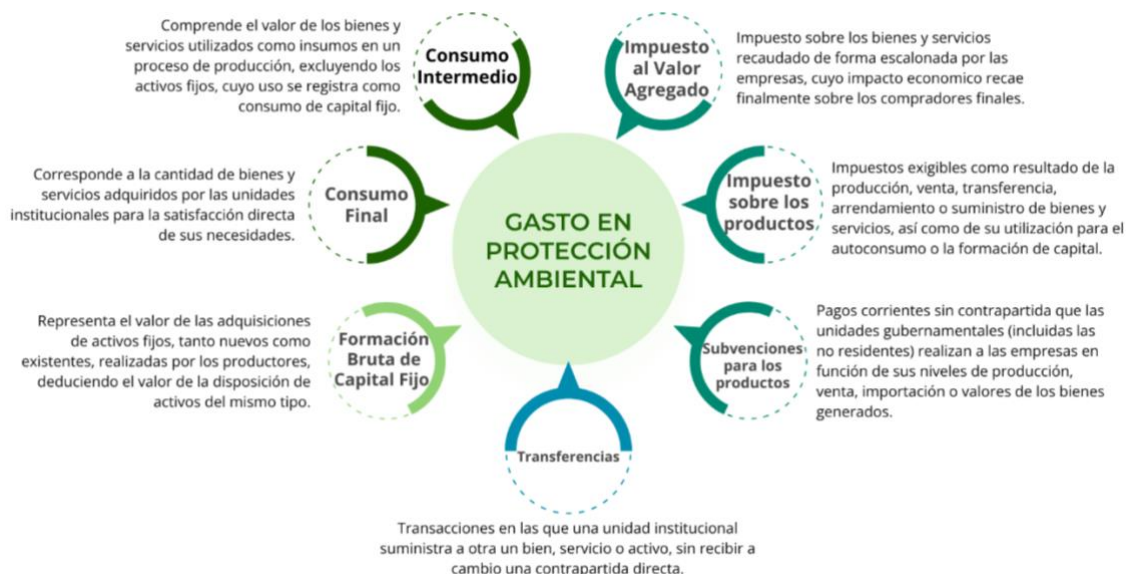 Comprende el valor de los bienes y
servicios utilizados como insumos en un
proceso de producción, excluyendo los
activos fijos, cuyo uso se registra como
consumo de capital fijo.
Consumo
Intermedio
Impuesto
al Valor
Agregado
Impuesto sobre los bienes y servicios
recaudado de forma escalonada por las
empresas, cuyo impacto economico recae
finalmente sobre los compradores finales.
Corresponde a la cantidad de bienes y
servicios adquiridos por las unidades
institucionales para la satisfacción directa
de sus necesidades.
Consumo
Final
GASTO EN
PROTECCIÓN
AMBIENTAL
Impuesto
sobre los
productos
Impuestos exigibles como resultado de la
producción, venta, transferencia,
arrendamiento o suministro de bienes y
servicios, así como de su utilización para el
autoconsumo o la formación de capital.
Representa el valor de las adquisiciones
de activos fijos, tanto nuevos como
existentes, realizadas por los productores,
deduciendo el valor de la disposición de
activos del mismo tipo.
Formación
Bruta de
Capital Fijo
Subvenciones
para los
productos
Pagos corrientes sin contrapartida que las
unidades gubernamentales (incluidas las
no residentes) realizan a las empresas en
función de sus niveles de producción,
venta, importación o valores de los bienes
generados.
Transferencias
Transacciones en las que una unidad institucional
suministra a otra un bien, servicio o activo, sin recibir a
cambio una contrapartida directa.